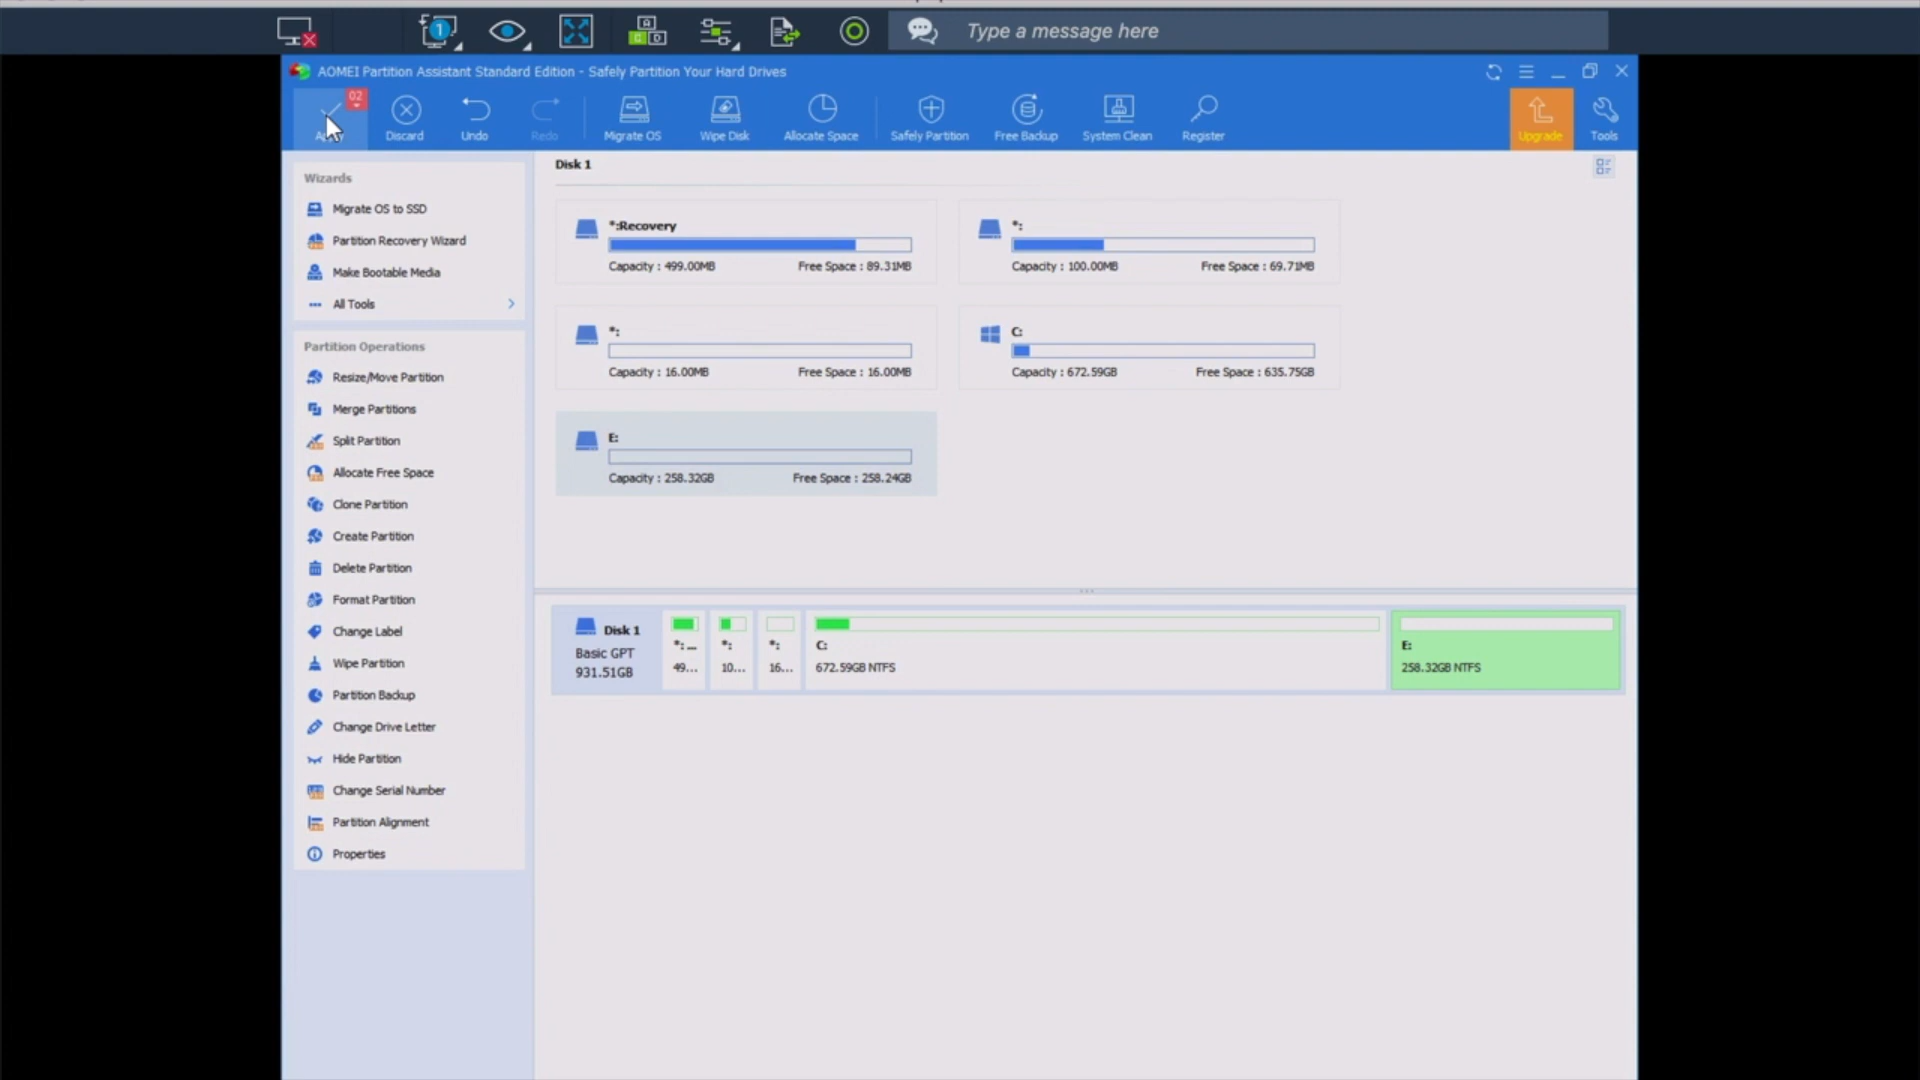 1
A
C D
Type a message here
AOMEI Partition Assistant Standard Edition - Safely Partition Your Hard Drives
02
Discard
Undo
Redo
Migrate OS
Wipe Disk
Allocate Space
Safely Partition
Free Backup
System Clean
Register
Upgrade
Tools
Wizards
Migrate OS to SSD
Partition Recovery Wizard
Make Bootable Media
All Tools
Partition Operations
Resize/Move Partition
Merge Partitions
Split Partition
Allocate Free Space
Clone Partition
Create Partition
Delete Partition
Format Partition
Change Label
Wipe Partition
Partition Backup
Change Drive Letter
Hide Partition
Change Serial Number
Partition Alignment
Properties
Disk 1
*:Recovery
Capacity : 499.00MB Free Space : 89.31MB
*:
Capacity : 100.00MB Free Space : 69.71MB
*:
Capacity : 16.00MB Free Space : 16.00MB
C:
Capacity : 672.59GB Free Space : 635.75GB
E:
Capacity : 258.32GB Free Space : 258.24GB
Disk 1
Basic GPT
931.51GB
*: ...
49...
*:
10...
*:
16...
C:
672.59GB NTFS
E:
258.32GB NTFS